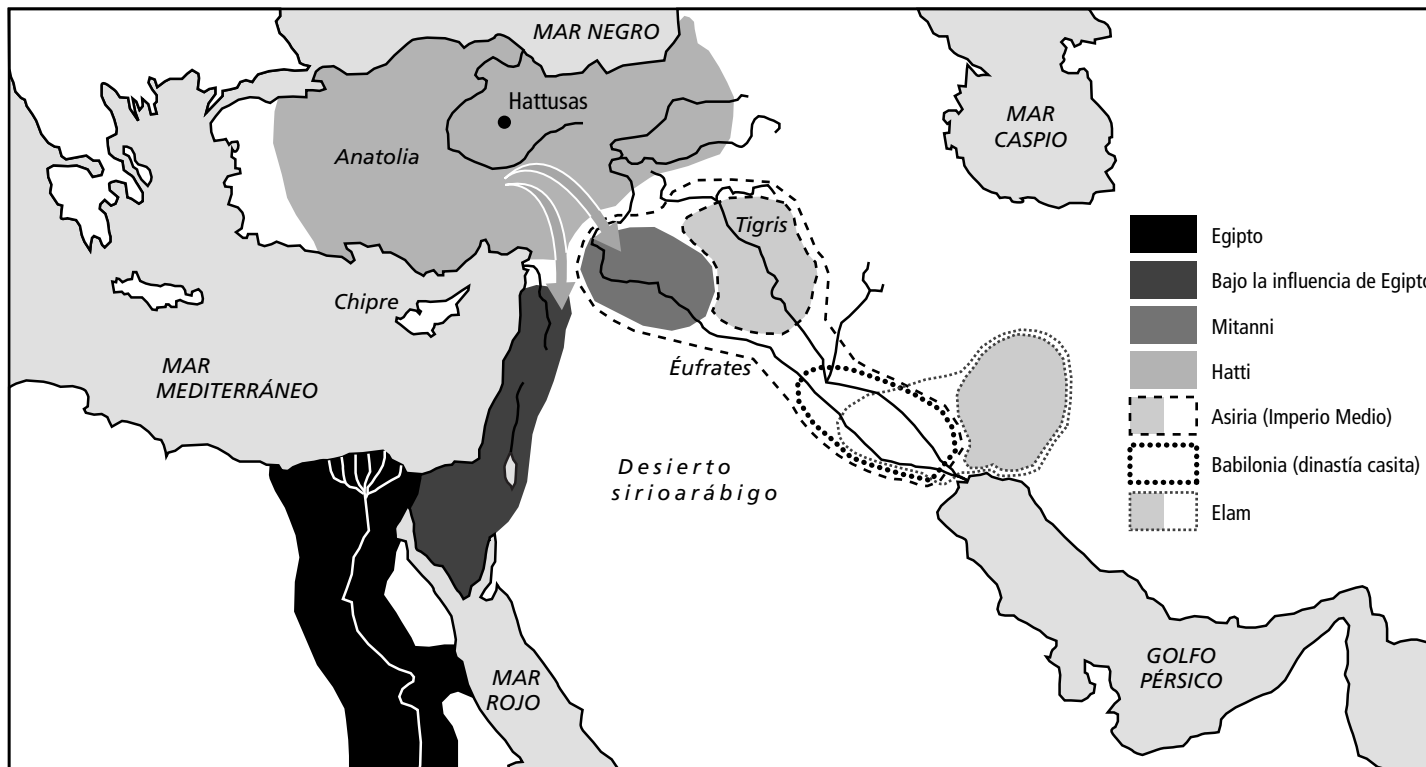 MAR NEGRO
Hattusas
MAR
CASPIO
Anatolia
Tigris
Chipre
MAR
MEDITERRÁNEO
Éufrates
Desierto
sirioarábigo
MAR
ROJO
GOLFO
PÉRSICO
Egipto
Bajo la influencia de Egipto
Mitanni
Hatti
Asiria (Imperio Medio)
Babilonia (dinastía casita)
Elam